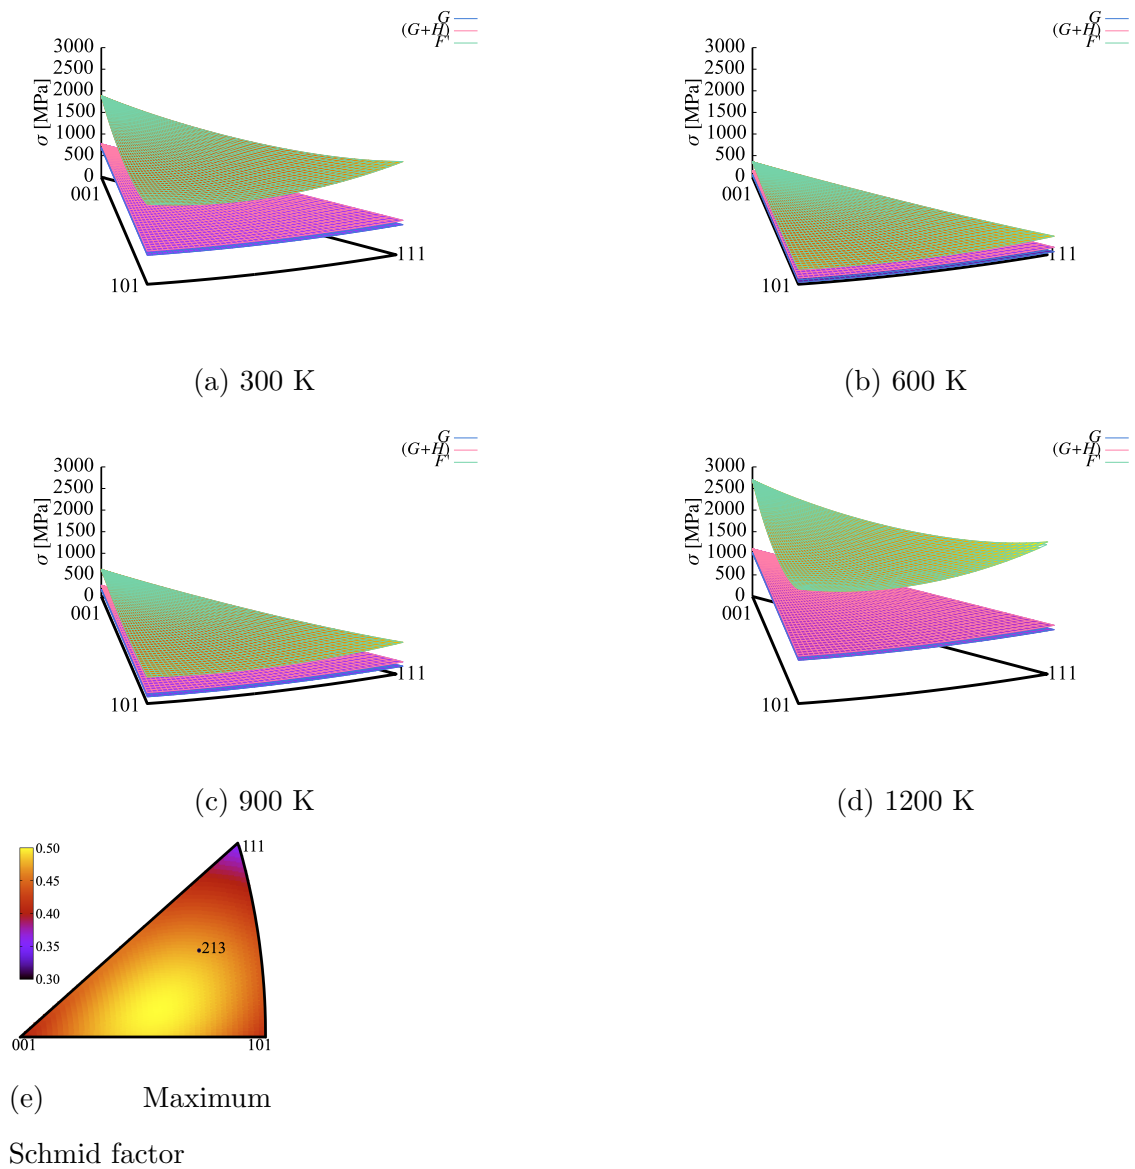 G
(G+H)
F'
3000
2500
2000
1500
1000
500
0
σ [MPa]
001
101
111
(a) 300 K
G
(G+H)
F'
3000
2500
2000
1500
1000
500
0
σ [MPa]
001
101
111
(b) 600 K
G
(G+H)
F'
3000
2500
2000
1500
1000
500
0
σ [MPa]
001
101
111
(c) 900 K
G
(G+H)
F'
3000
2500
2000
1500
1000
500
0
σ [MPa]
001
101
111
(d) 1200 K
0.50
0.45
0.40
0.35
0.30
111
213
001
101
(e) Maximum
Schmid factor